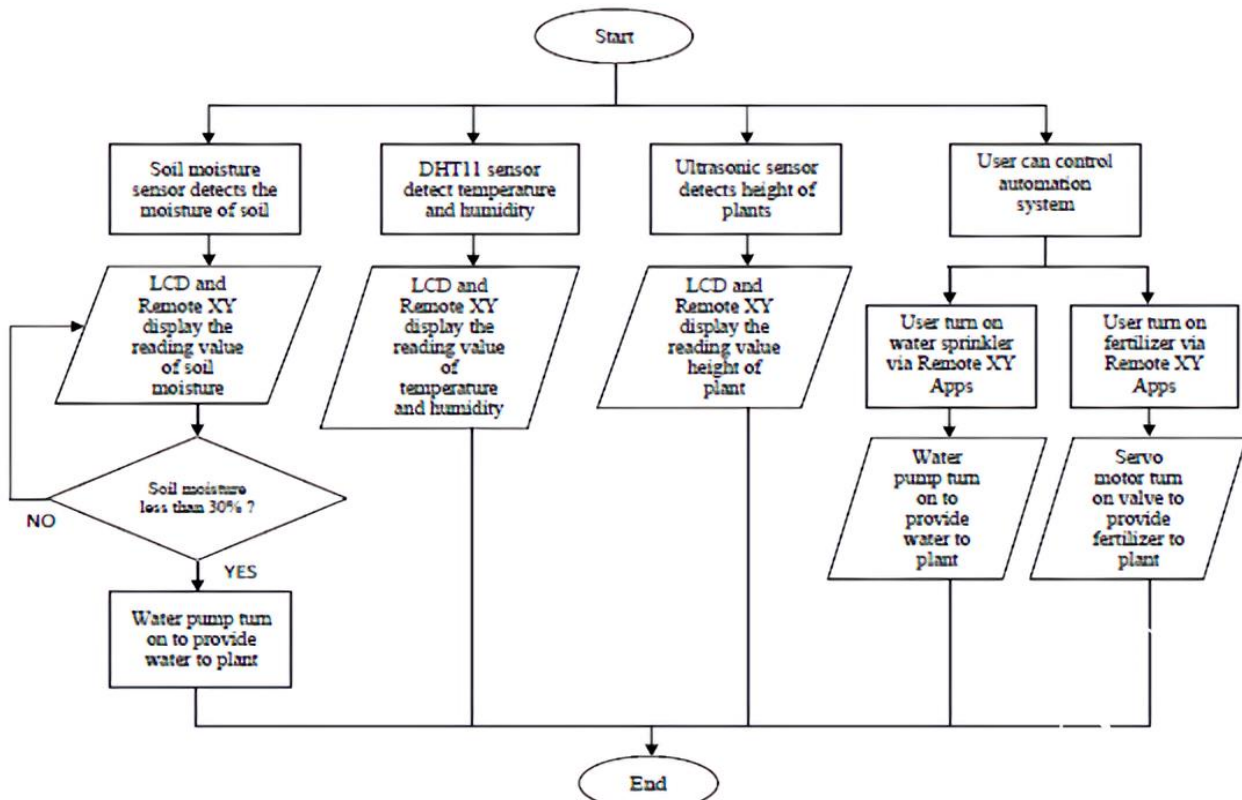 Start
Soil moisture
sensor detects the
moisture of soil
DHT11 sensor
detect temperature
and humidity
Ultrasonic sensor
detects height of
plants
User can control
automation
system
LCD and
Remote XY
display the
reading value
of soil
moisture
LCD and
Remote XY
display the
reading value
of
temperature
and humidity
LCD and
Remote XY
display the
reading value
height of
plant
User turn on
water sprinkler
via Remote XY
Apps
User turn on
fertilizer via
Remote XY
Apps
Soil moisture
less than 30% ?
NO
YES
Water
pump turn
on to
provide
water to
plant
Servo
motor turn
on valve to
provide
fertilizer to
plant
Water pump turn
on to provide
water to plant
End